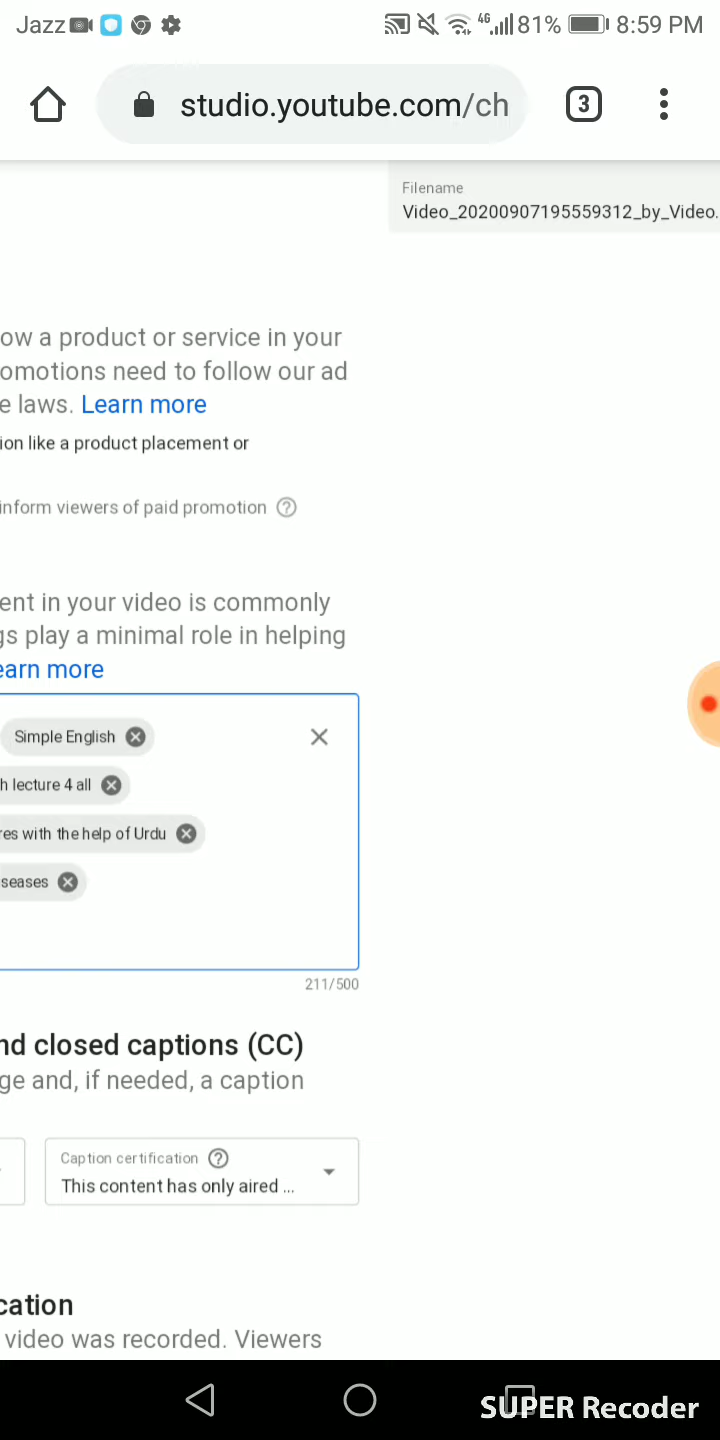 Jazz 4G 81% 8:59 PM
studio.youtube.com/ch 3
Filename
Video_20200907195559312_by_Video.
ow a product or service in your
omotions need to follow our ad
e laws. Learn more
ion like a product placement or
inform viewers of paid promotion
ent in your video is commonly
gs play a minimal role in helping
earn more
Simple English
h lecture 4 all
res with the help of Urdu
seases
211/500
nd closed captions (CC)
ge and, if needed, a caption
Caption certification
This content has only aired ...
cation
video was recorded. Viewers
SUPER Recoder